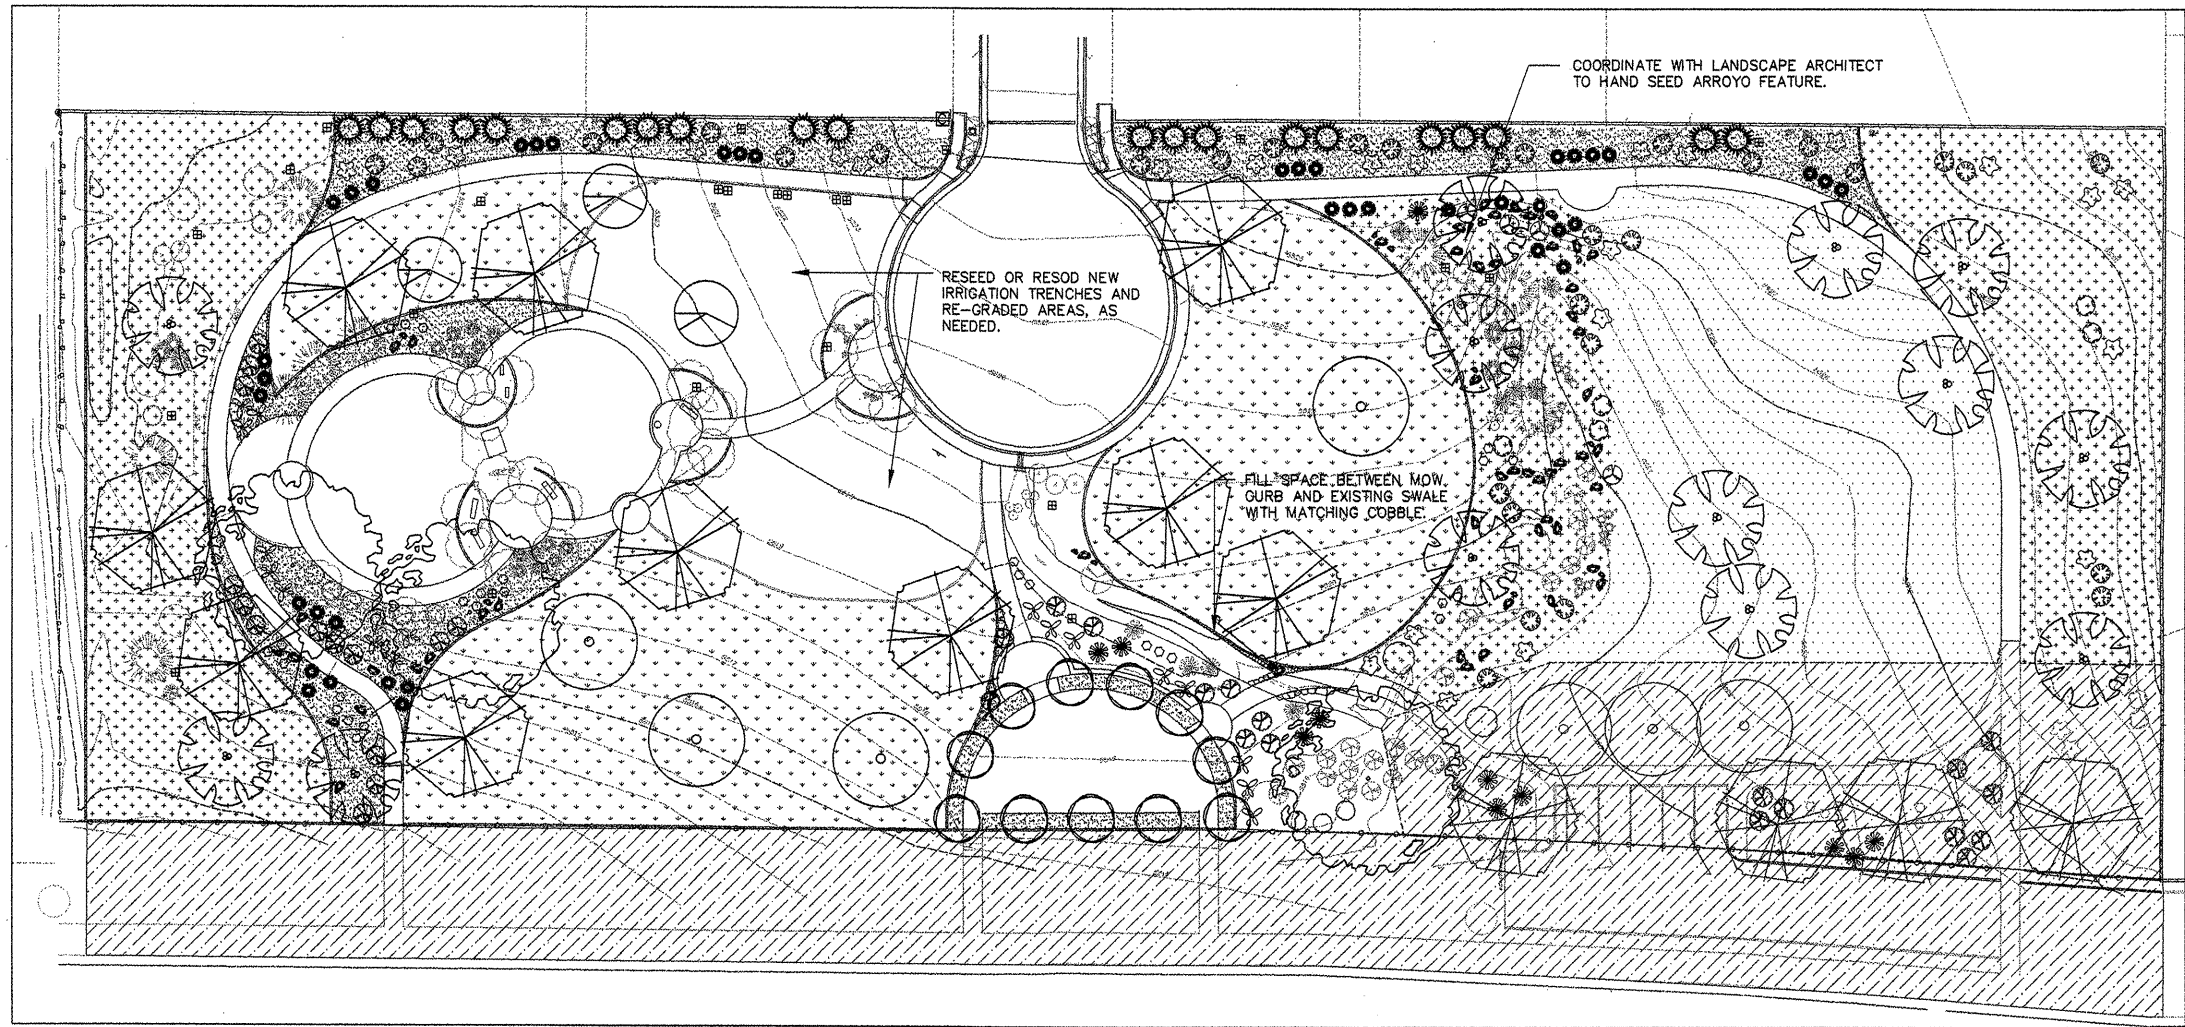 COORDINATE WITH LANDSCAPE ARCHITECT
TO HAND SEED ARROYO FEATURE.
RESEED OR RESOD NEW
IRRIGATION TRENCHES AND
RE-GRADED AREAS, AS
NEEDED.
FILL SPACE BETWEEN MOW
CURB AND EXISTING SWALE
WITH MATCHING COBBLE.